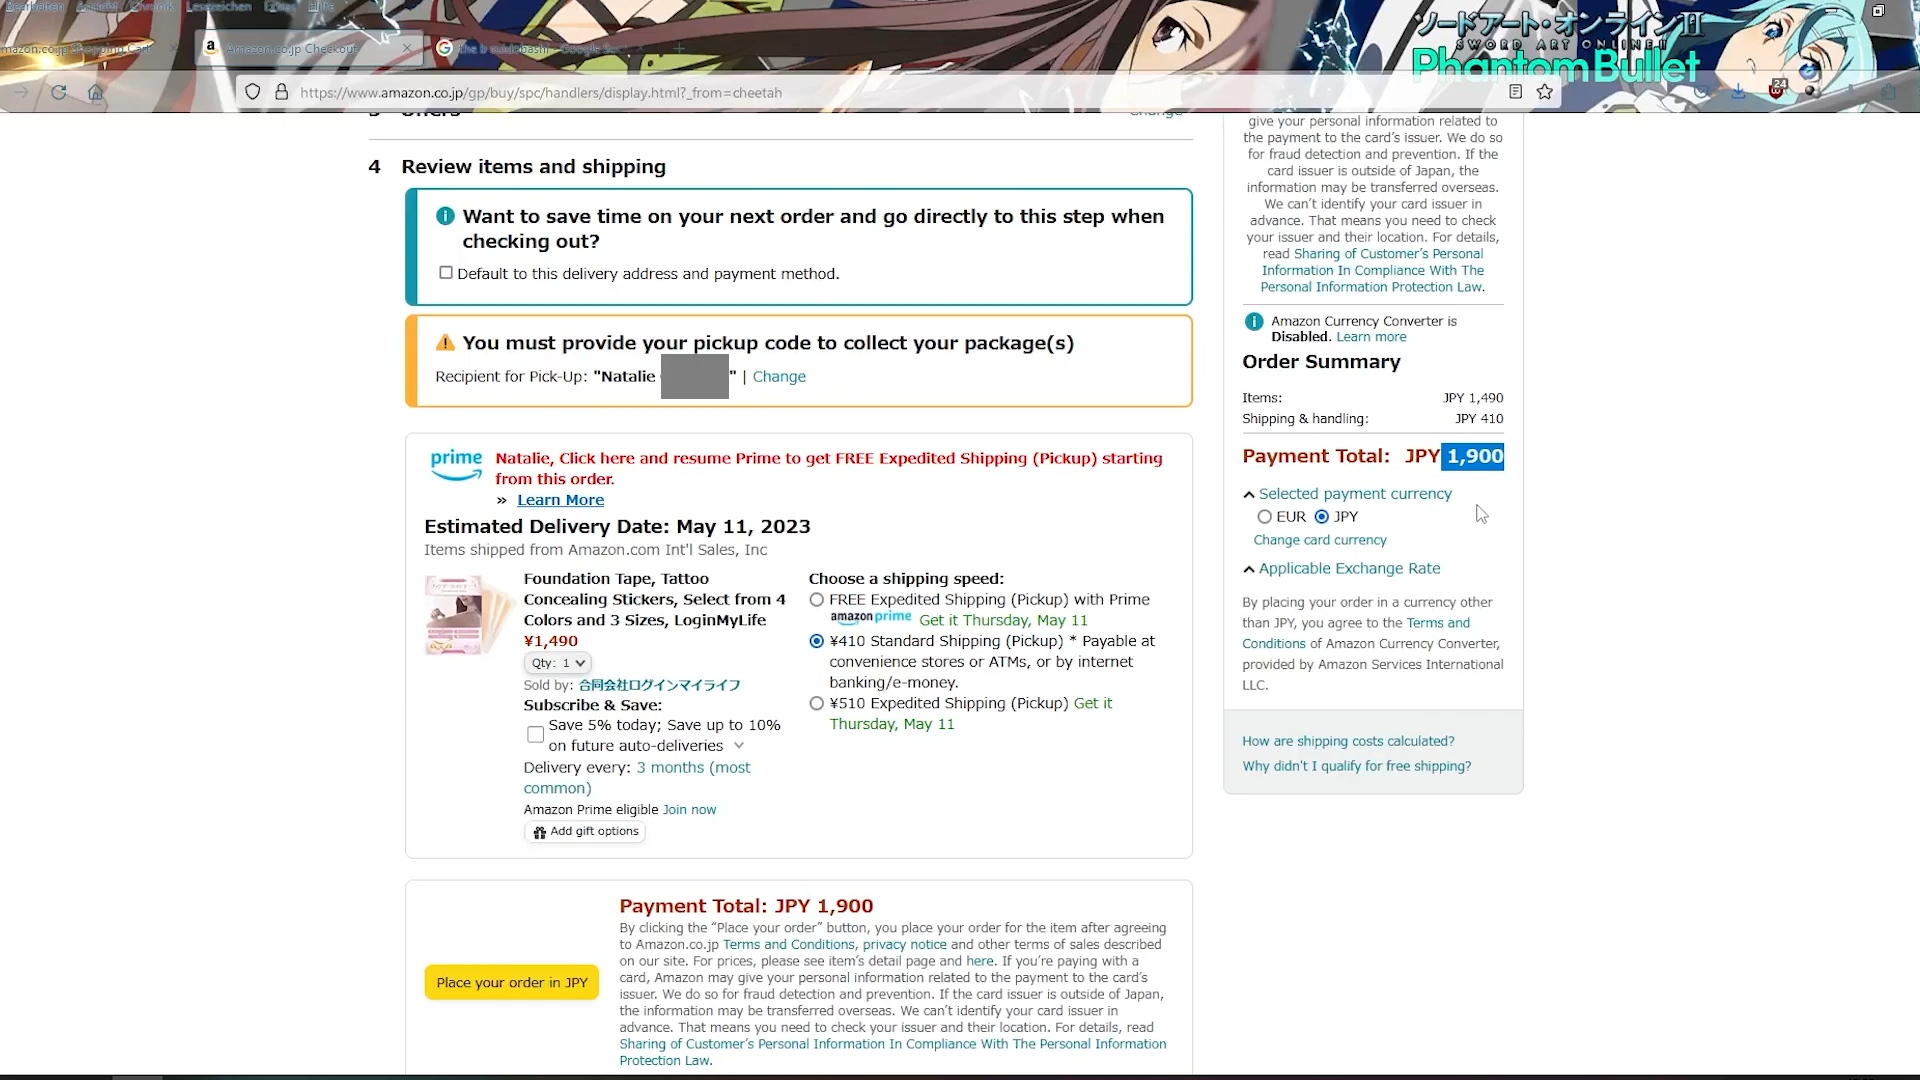 Bearbeiten Ansicht Chronik Lesezeichen Extras Hilfe
ソードアート・オンラインII
SWORD ART ONLINE II
Phantom Bullet
Amazon.co.jp Checkout
https://www.amazon.co.jp/gp/buy/spc/handlers/display.html?_from=cheetah
24
4 Review items and shipping
Want to save time on your next order and go directly to this step when
checking out?
Default to this delivery address and payment method.
You must provide your pickup code to collect your package(s)
Recipient for Pick-Up: "Natalie " | Change
prime
Natalie, Click here and resume Prime to get FREE Expedited Shipping (Pickup) starting
from this order.
» Learn More
Estimated Delivery Date: May 11, 2023
Items shipped from Amazon.com Int'l Sales, Inc
Foundation Tape, Tattoo
Concealing Stickers, Select from 4
Colors and 3 Sizes, LoginMyLife
¥1,490
Qty: 1
Sold by: 合同会社ログインマイライフ
Subscribe & Save:
Save 5% today; Save up to 10%
on future auto-deliveries
Delivery every: 3 months (most
common)
Amazon Prime eligible Join now
Add gift options
Choose a shipping speed:
FREE Expedited Shipping (Pickup) with Prime
amazon prime Get it Thursday, May 11
¥410 Standard Shipping (Pickup) * Payable at
convenience stores or ATMs, or by internet
banking/e-money.
¥510 Expedited Shipping (Pickup) Get it
Thursday, May 11
Place your order in JPY
Payment Total: JPY 1,900
By clicking the “Place your order” button, you place your order for the item after agreeing
to Amazon.co.jp Terms and Conditions, privacy notice and other terms of sales described
on our site. For prices, please see item’s detail page and here. If you’re paying with a
card, Amazon may give your personal information related to the payment to the card’s
issuer. We do so for fraud detection and prevention. If the card issuer is outside of Japan,
the information may be transferred overseas. We can’t identify your card issuer in
advance. That means you need to check your issuer and their location. For details, read
Sharing of Customer’s Personal Information In Compliance With The Personal Information
Protection Law.
give your personal information related to
the payment to the card’s issuer. We do so
for fraud detection and prevention. If the
card issuer is outside of Japan, the
information may be transferred overseas.
We can’t identify your card issuer in
advance. That means you need to check
your issuer and their location. For details,
read Sharing of Customer’s Personal
Information In Compliance With The
Personal Information Protection Law.
Amazon Currency Converter is
Disabled. Learn more
Order Summary
Items: JPY 1,490
Shipping & handling: JPY 410
Payment Total: JPY 1,900
Selected payment currency
EUR JPY
Change card currency
Applicable Exchange Rate
By placing your order in a currency other
than JPY, you agree to the Terms and
Conditions of Amazon Currency Converter,
provided by Amazon Services International
LLC.
How are shipping costs calculated?
Why didn't I qualify for free shipping?